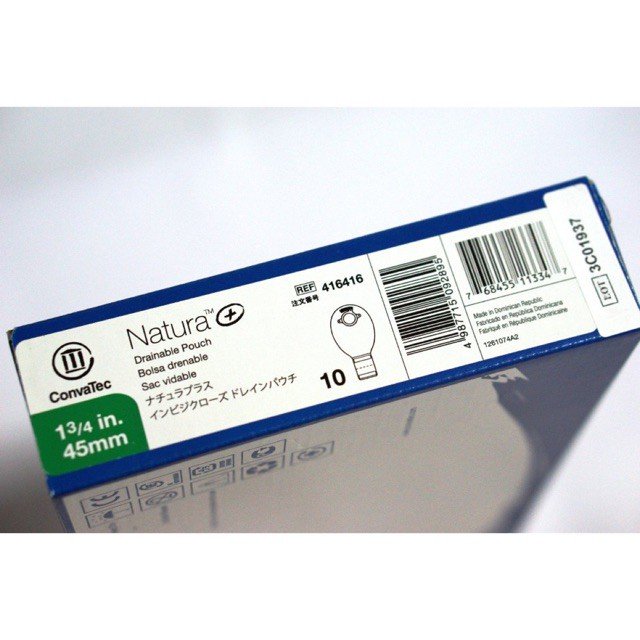 ConvaTec
1 3/4 in.
45mm
Natura™ +
Drainable Pouch
Bolsa drenable
Sac vidable
ナチュラプラス
インビジクローズ ドレインパウチ
REF 416416
注文番号
10
4 987715 092895
7 68455 11334 7
Made in Dominican Republic
Fabricado en República Dominicana
Fabriqué en République Dominicaine
1261074A2
LOT 3C01937